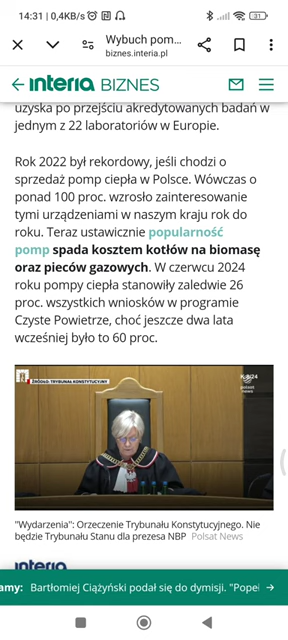 14:31 | 0,4KB/s
31
Wybuch pom...
biznes.interia.pl
interia BIZNES
uzyska po przejściu akredytowanych badań w
jednym z 22 laboratoriów w Europie.
Rok 2022 był rekordowy, jeśli chodzi o
sprzedaż pomp ciepła w Polsce. Wówczas o
ponad 100 proc. wzrosło zainteresowanie
tymi urządzeniami w naszym kraju rok do
roku. Teraz ustawicznie popularność
pomp spada kosztem kotłów na biomasę
oraz pieców gazowych. W czerwcu 2024
roku pompy ciepła stanowiły zaledwie 26
proc. wszystkich wniosków w programie
Czyste Powietrze, choć jeszcze dwa lata
wcześniej było to 60 proc.
ŹRÓDŁO: TRYBUNAŁ KONSTYTUCYJNY
polsat
news
"Wydarzenia": Orzeczenie Trybunału Konstytucyjnego. Nie
będzie Trybunału Stanu dla prezesa NBP Polsat News
interia
amy: Bartłomiej Ciążyński podał się do dymisji. "Popeł